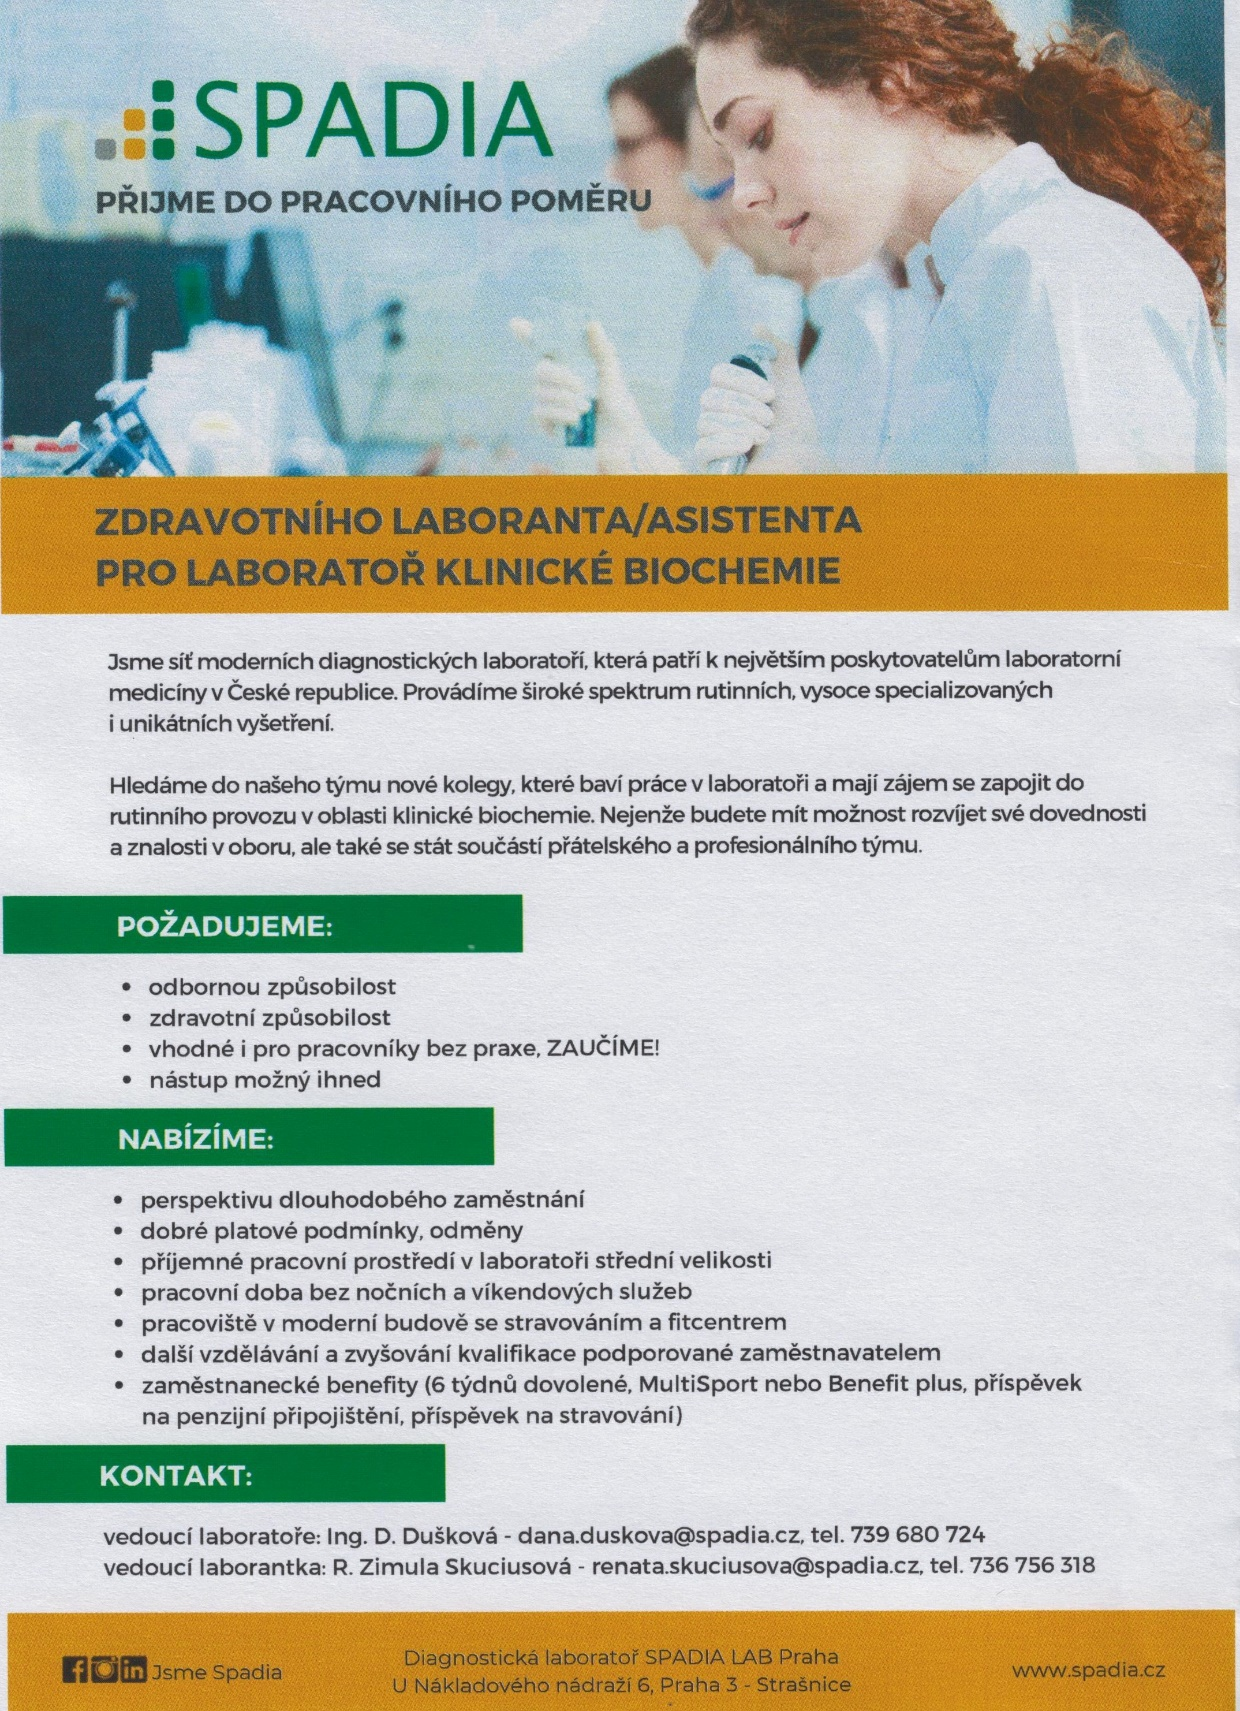 SPADIA
PŘIJME DO PRACOVNÍHO POMĚRU
ZDRAVOTNÍHO LABORANTA/ASISTENTA
PRO LABORATOŘ KLINICKÉ BIOCHEMIE
Jsme síť moderních diagnostických laboratoří, která patří k největším poskytovatelům laboratorní
medicíny v České republice. Provádíme široké spektrum rutinních, vysoce specializovaných
i unikátních vyšetření.
Hledáme do našeho týmu nové kolegy, které baví práce v laboratoři a mají zájem se zapojit do
rutinního provozu v oblasti klinické biochemie. Nejenže budete mít možnost rozvíjet své dovednosti
a znalosti v oboru, ale také se stát součástí přátelského a profesionálního týmu.
POŽADUJEME:
• odbornou způsobilost
• zdravotní způsobilost
• vhodné i pro pracovníky bez praxe, ZAUČÍME!
• nástup možný ihned
NABÍZÍME:
• perspektivu dlouhodobého zaměstnání
• dobré platové podmínky, odměny
• příjemné pracovní prostředí v laboratoři střední velikosti
• pracovní doba bez nočních a víkendových služeb
• pracoviště v moderní budově se stravováním a fitcentrem
• další vzdělávání a zvyšování kvalifikace podporované zaměstnavatelem
• zaměstnanecké benefity (6 týdnů dovolené, MultiSport nebo Benefit plus, příspěvek
na penzijní připojištění, příspěvek na stravování)
KONTAKT:
vedoucí laboratoře: Ing. D. Dušková - dana.duskova@spadia.cz, tel. 739 680 724
vedoucí laborantka: R. Zimula Skuciusová - renata.skuciusova@spadia.cz, tel. 736 756 318
Jsme Spadia
Diagnostická laboratoř SPADIA LAB Praha
U Nákladového nádraží 6, Praha 3 - Strašnice
www.spadia.cz